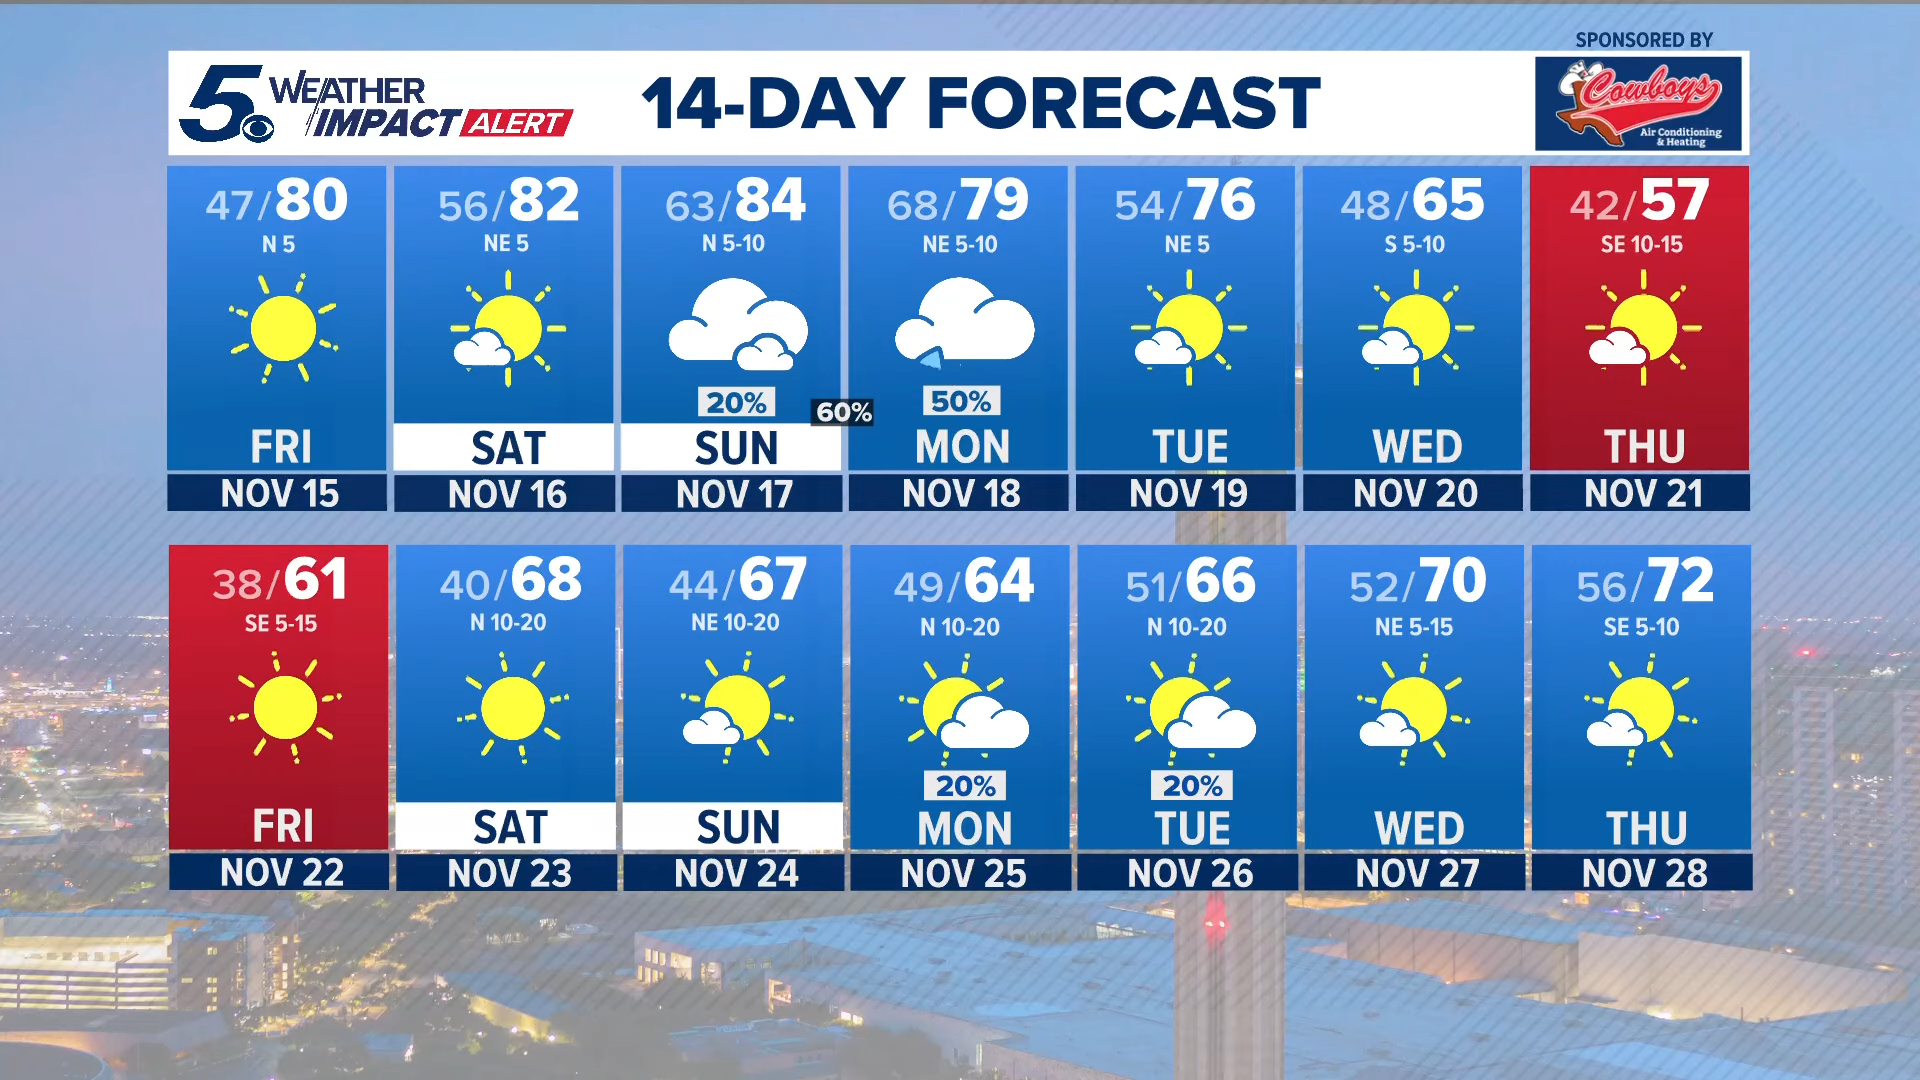 SPONSORED BY
5 WEATHER IMPACT ALERT
14-DAY FORECAST
Cowboys
Air Conditioning
& Heating
47/80
N 5
FRI
NOV 15
56/82
NE 5
SAT
NOV 16
63/84
N 5-10
20%
SUN
NOV 17
60%
68/79
NE 5-10
50%
MON
NOV 18
54/76
NE 5
TUE
NOV 19
48/65
S 5-10
WED
NOV 20
42/57
SE 10-15
THU
NOV 21
38/61
SE 5-15
FRI
NOV 22
40/68
N 10-20
SAT
NOV 23
44/67
NE 10-20
SUN
NOV 24
49/64
N 10-20
20%
MON
NOV 25
51/66
N 10-20
20%
TUE
NOV 26
52/70
NE 5-15
WED
NOV 27
56/72
SE 5-10
THU
NOV 28